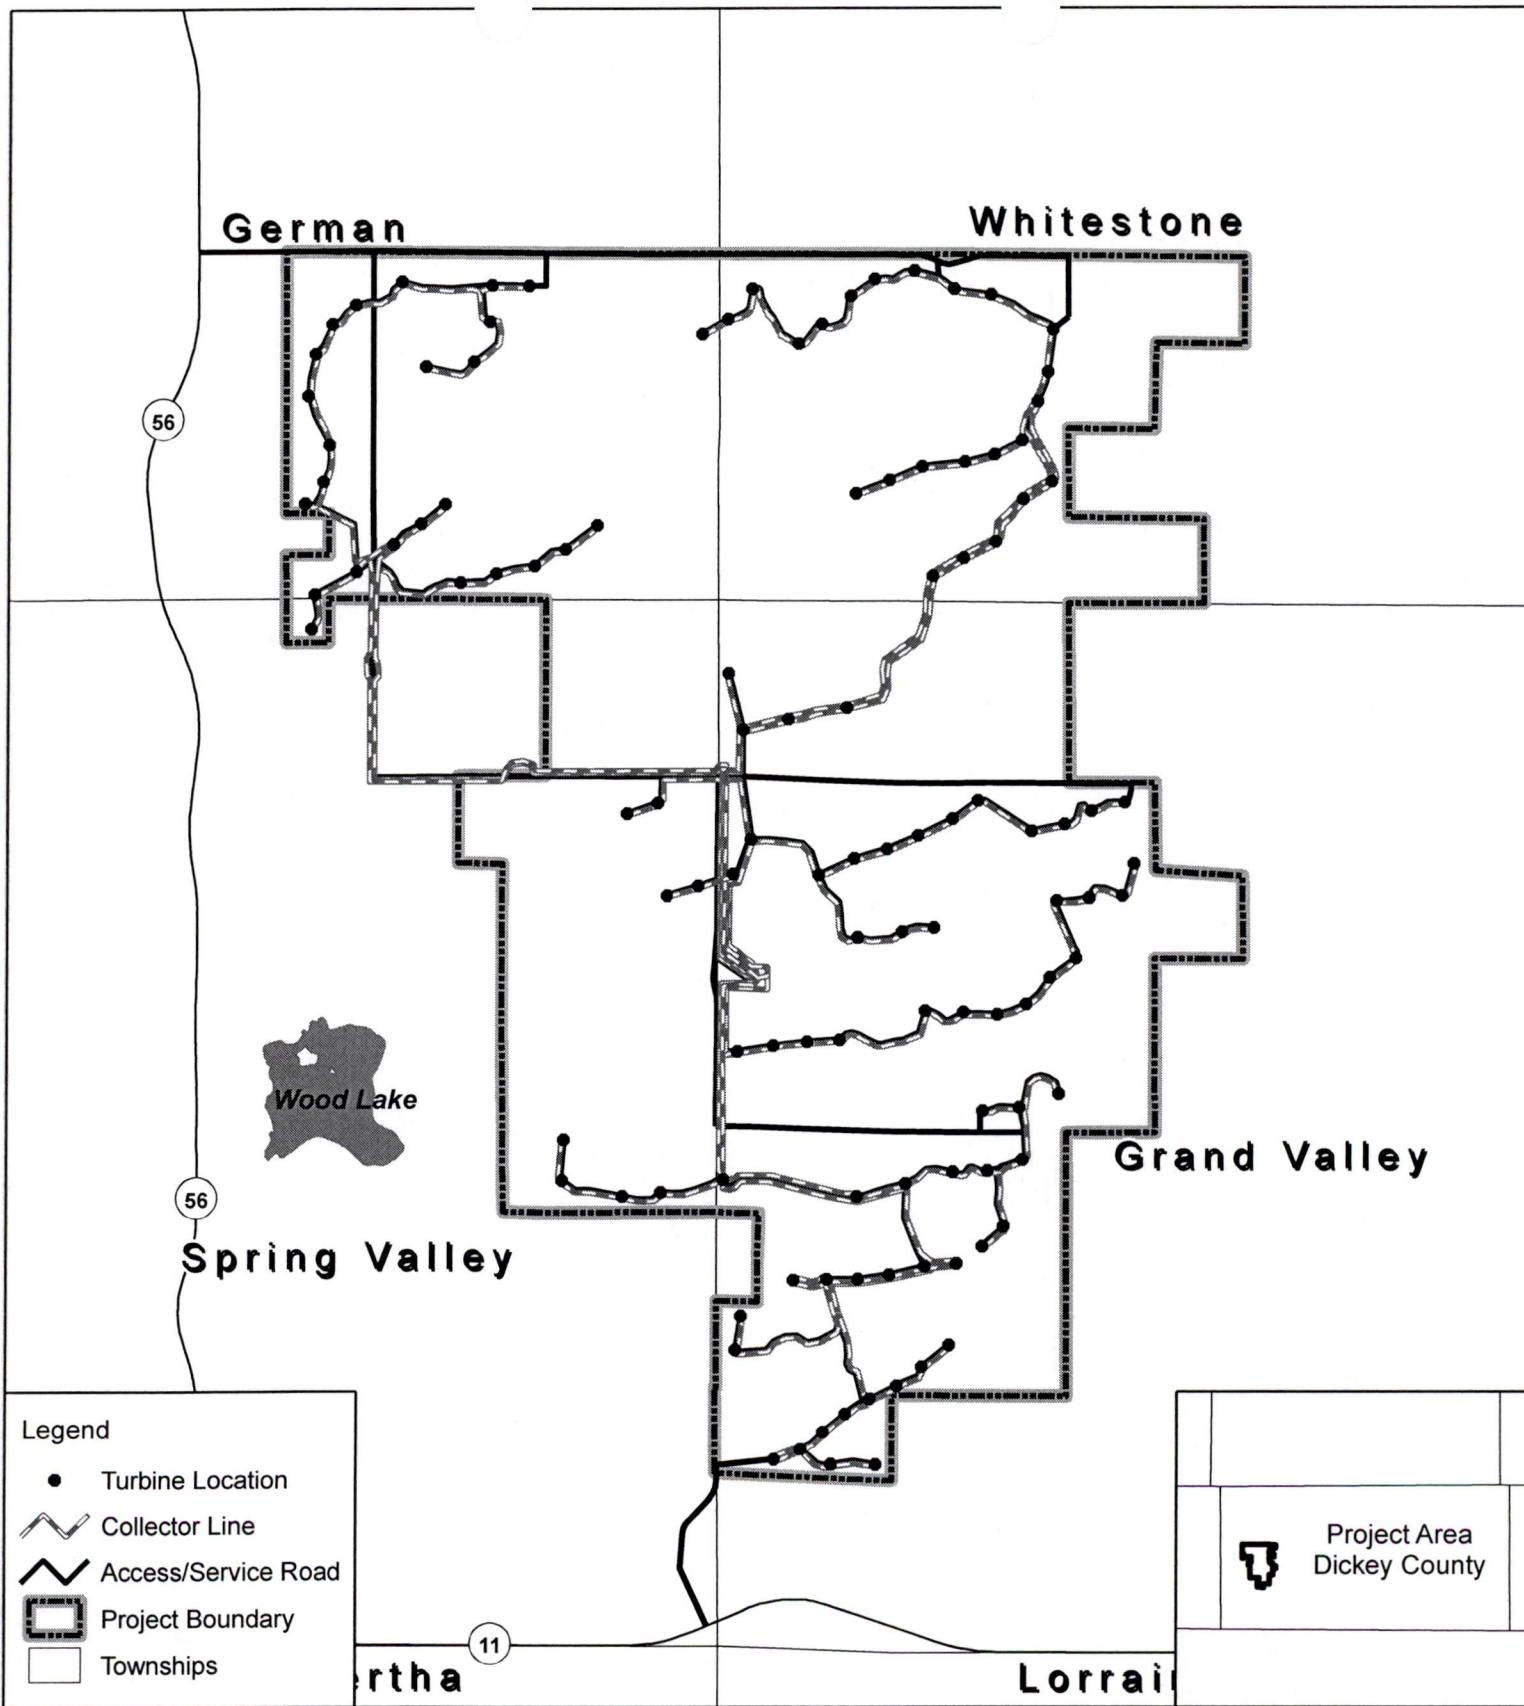 German
Whitestone
56
Wood Lake
Grand Valley
56
Spring Valley
Legend
Turbine Location
Collector Line
Access/Service Road
Project Boundary
Townships
Project Area
Dickey County
11
rtha
Lorrai